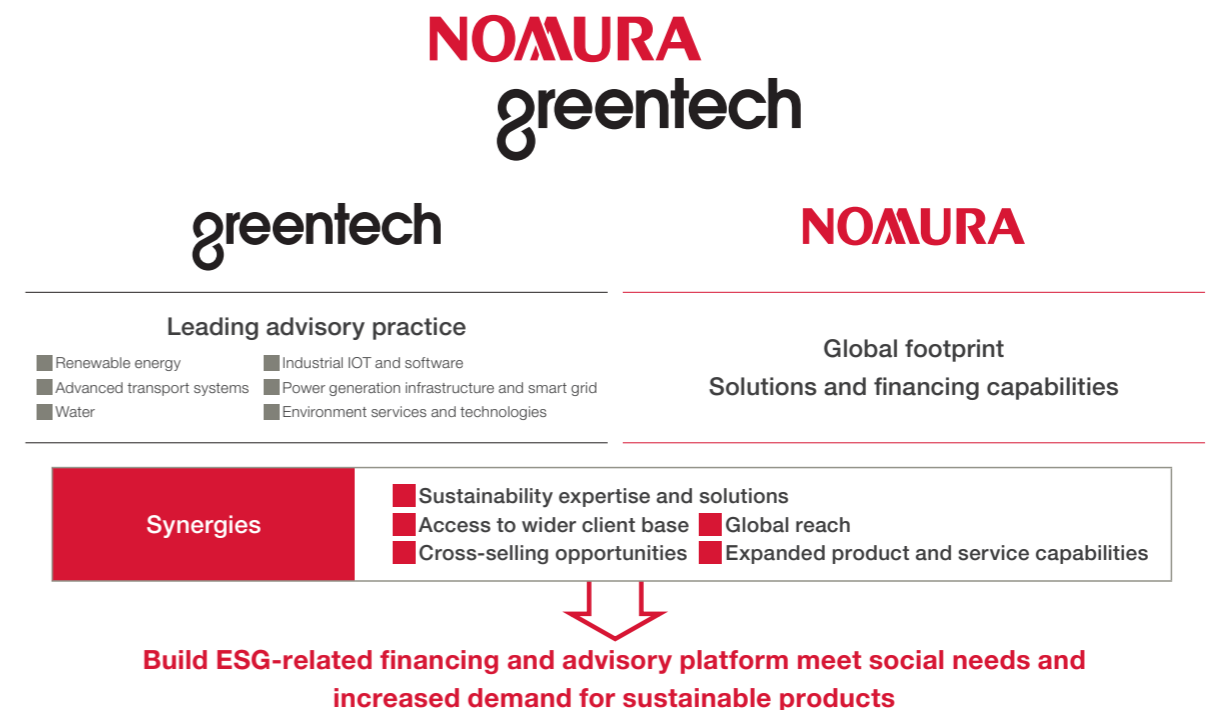 NOMURA
greentech
greentech
NOMURA
Leading advisory practice
Renewable energy
Industrial IOT and software
Advanced transport systems
Power generation infrastructure and smart grid
Water
Environment services and technologies
Global footprint
Solutions and financing capabilities
Synergies
Sustainability expertise and solutions
Access to wider client base
Global reach
Cross-selling opportunities
Expanded product and service capabilities
Build ESG-related financing and advisory platform meet social needs and
increased demand for sustainable products